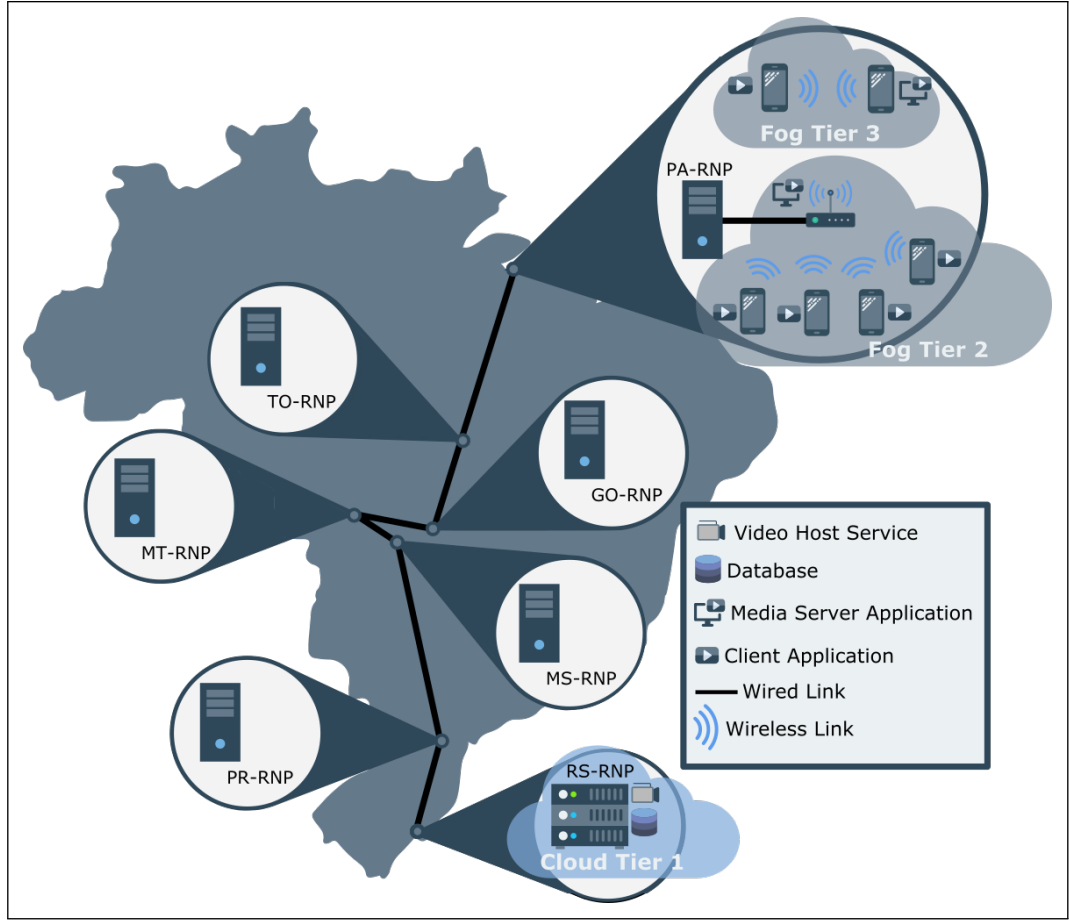 Fog Tier 3
PA-RNP
Fog Tier 2
TO-RNP
GO-RNP
MT-RNP
MS-RNP
PR-RNP
RS-RNP
Cloud Tier 1
Video Host Service
Database
Media Server Application
Client Application
Wired Link
Wireless Link